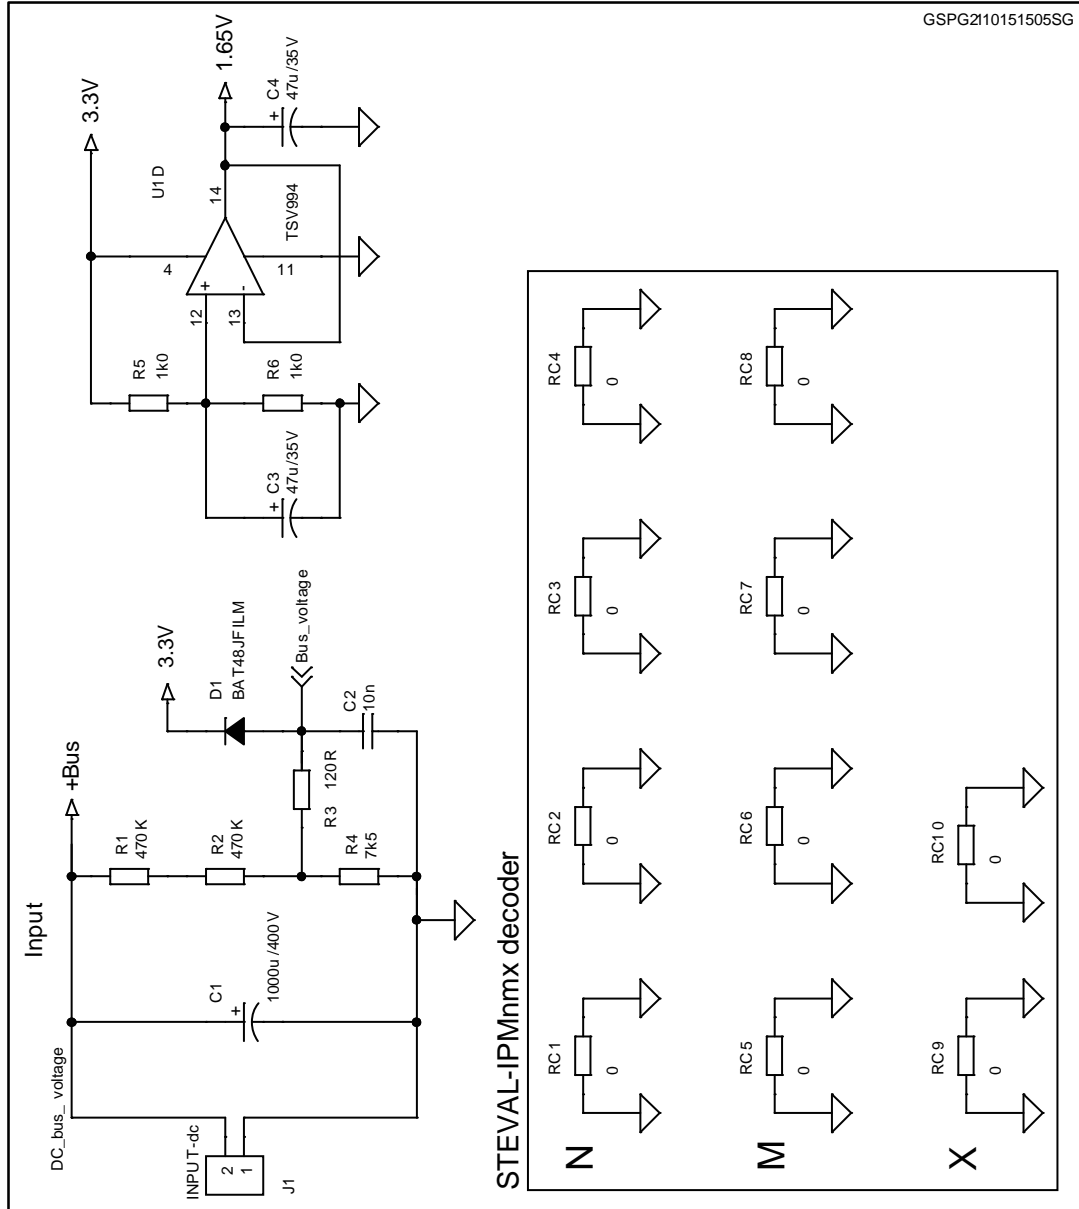 GSPG2110151505SG
Input
DC_bus_voltage
INPUT-dc
2
1
J1
+Bus
C1
+
1000u/400V
R1
470K
R2
470K
R3
120R
R4
7k5
3.3V
D1
BAT48JFILM
Bus_voltage
C2
10n
3.3V
R5
1k0
R6
1k0
C3
+
47u/35V
U1D
4
12
+
13
-
14
11
TSV994
1.65V
C4
+
47u/35V
STEVAL-IPMnmx decoder
N
RC1
0
RC2
0
RC3
0
RC4
0
M
RC5
0
RC6
0
RC7
0
RC8
0
X
RC9
0
RC10
0